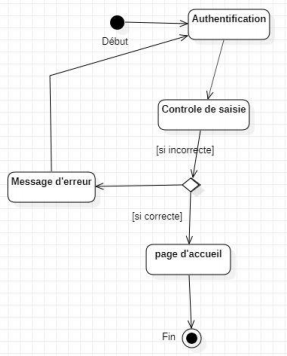 Authentification
Début
Controle de saisie
[si incorrecte]
Message d'erreur
[si correcte]
page d'accueil
Fin